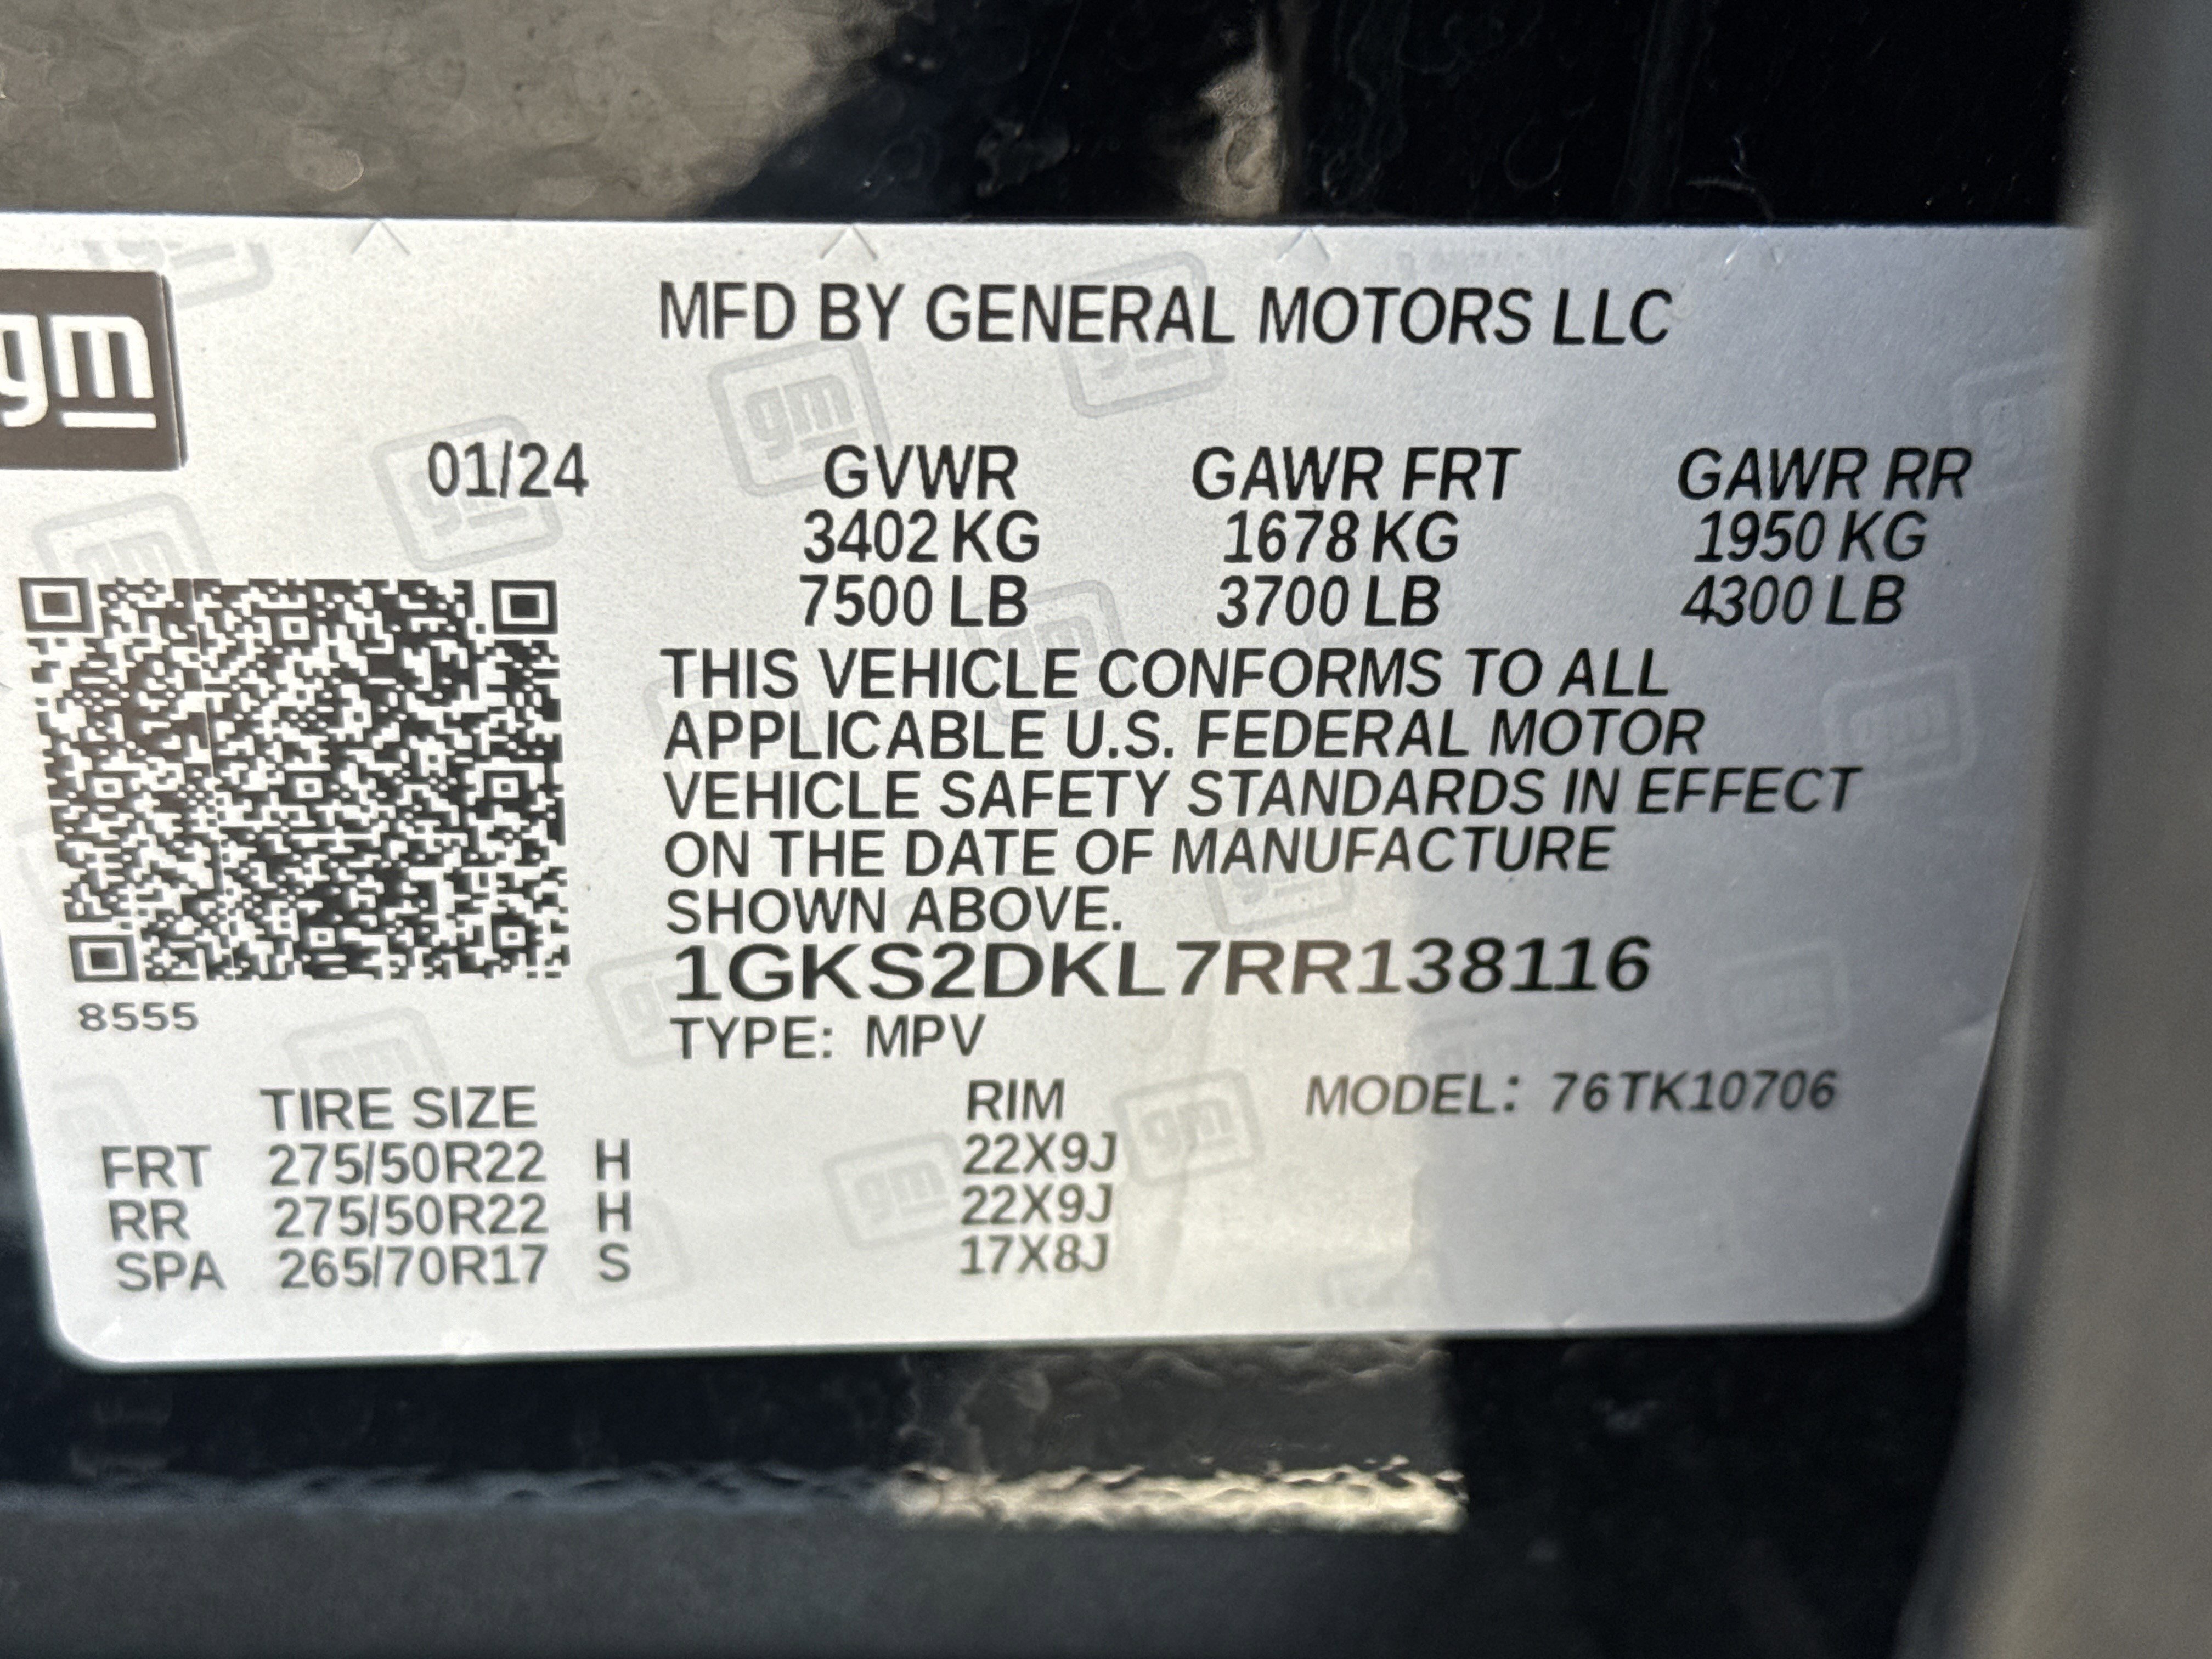 gm
MFD BY GENERAL MOTORS LLC
01/24 GVWR GAWR FRT GAWR RR
3402 KG 1678 KG 1950 KG
7500 LB 3700 LB 4300 LB
THIS VEHICLE CONFORMS TO ALL
APPLICABLE U.S. FEDERAL MOTOR
VEHICLE SAFETY STANDARDS IN EFFECT
ON THE DATE OF MANUFACTURE
SHOWN ABOVE.
1GKS2DKL7RR138116
8555
TYPE: MPV
TIRE SIZE RIM MODEL: 76TK10706
FRT 275/50R22 H 22X9J
RR 275/50R22 H 22X9J
SPA 265/70R17 S 17X8J